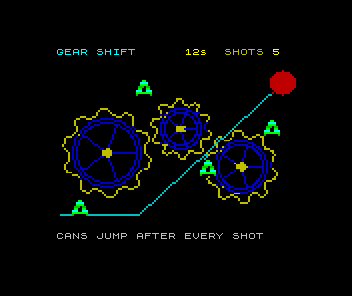 GEAR SHIFT 12s SHOTS 5
CANS JUMP AFTER EVERY SHOT